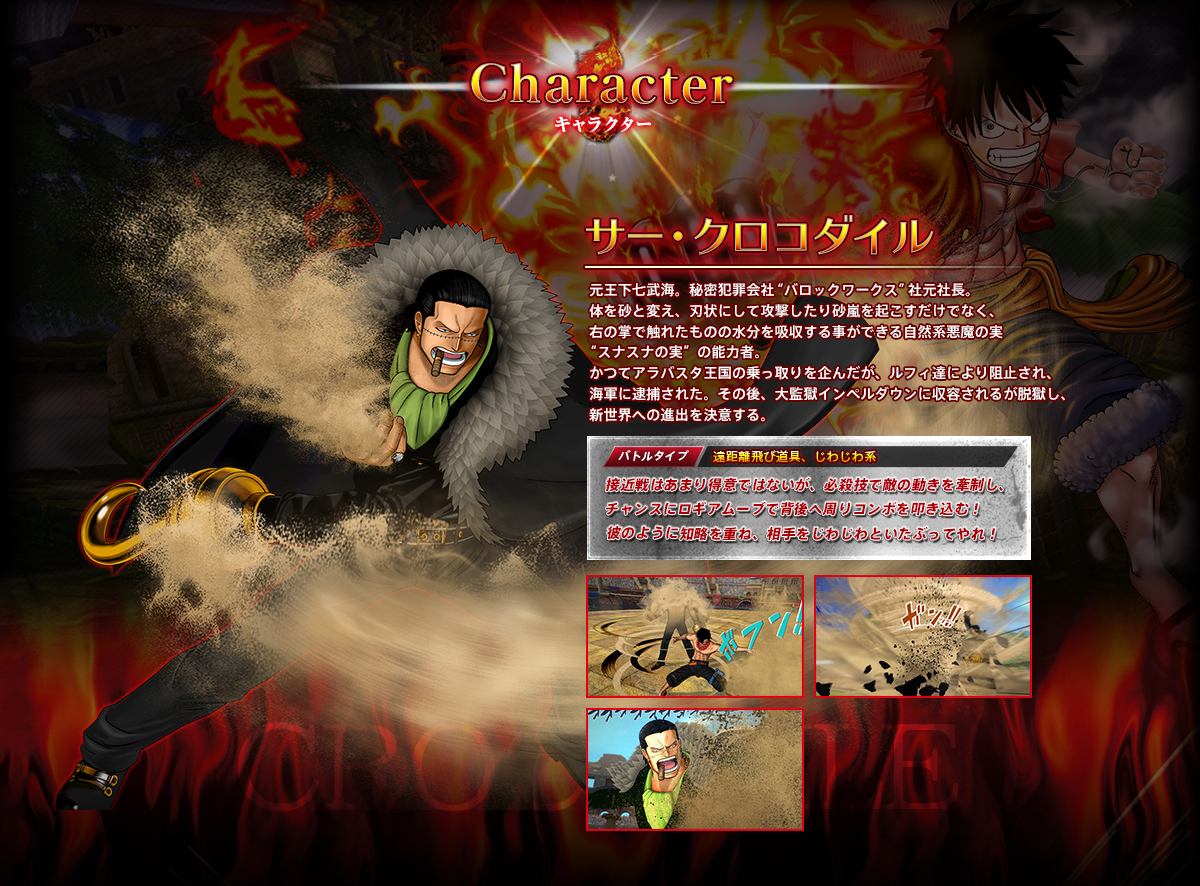 Character
キャラクター
サー・クロコダイル
元王下七武海。秘密犯罪会社“バロックワークス”社元社長。
体を砂と変え、刃状にして攻撃したり砂嵐を起こすだけでなく、
右の掌で触れたものの水分を吸収する事ができる自然系悪魔の実
“スナスナの実”の能力者。
かつてアラバスタ王国の乗っ取りを企んだが、ルフィ達により阻止され、
海軍に逮捕された。その後、大監獄インペルダウンに収容されるが脱獄し、
新世界への進出を決意する。
バトルタイプ 遠距離飛び道具、じわじわ系
接近戦はあまり得意ではないが、必殺技で敵の動きを牽制し、
チャンスにロギアムーブで背後へ周りコンボを叩き込む！
彼のように知略を重ね、相手をじわじわといたぶってやれ！
ボフン!!
ガンッ!!